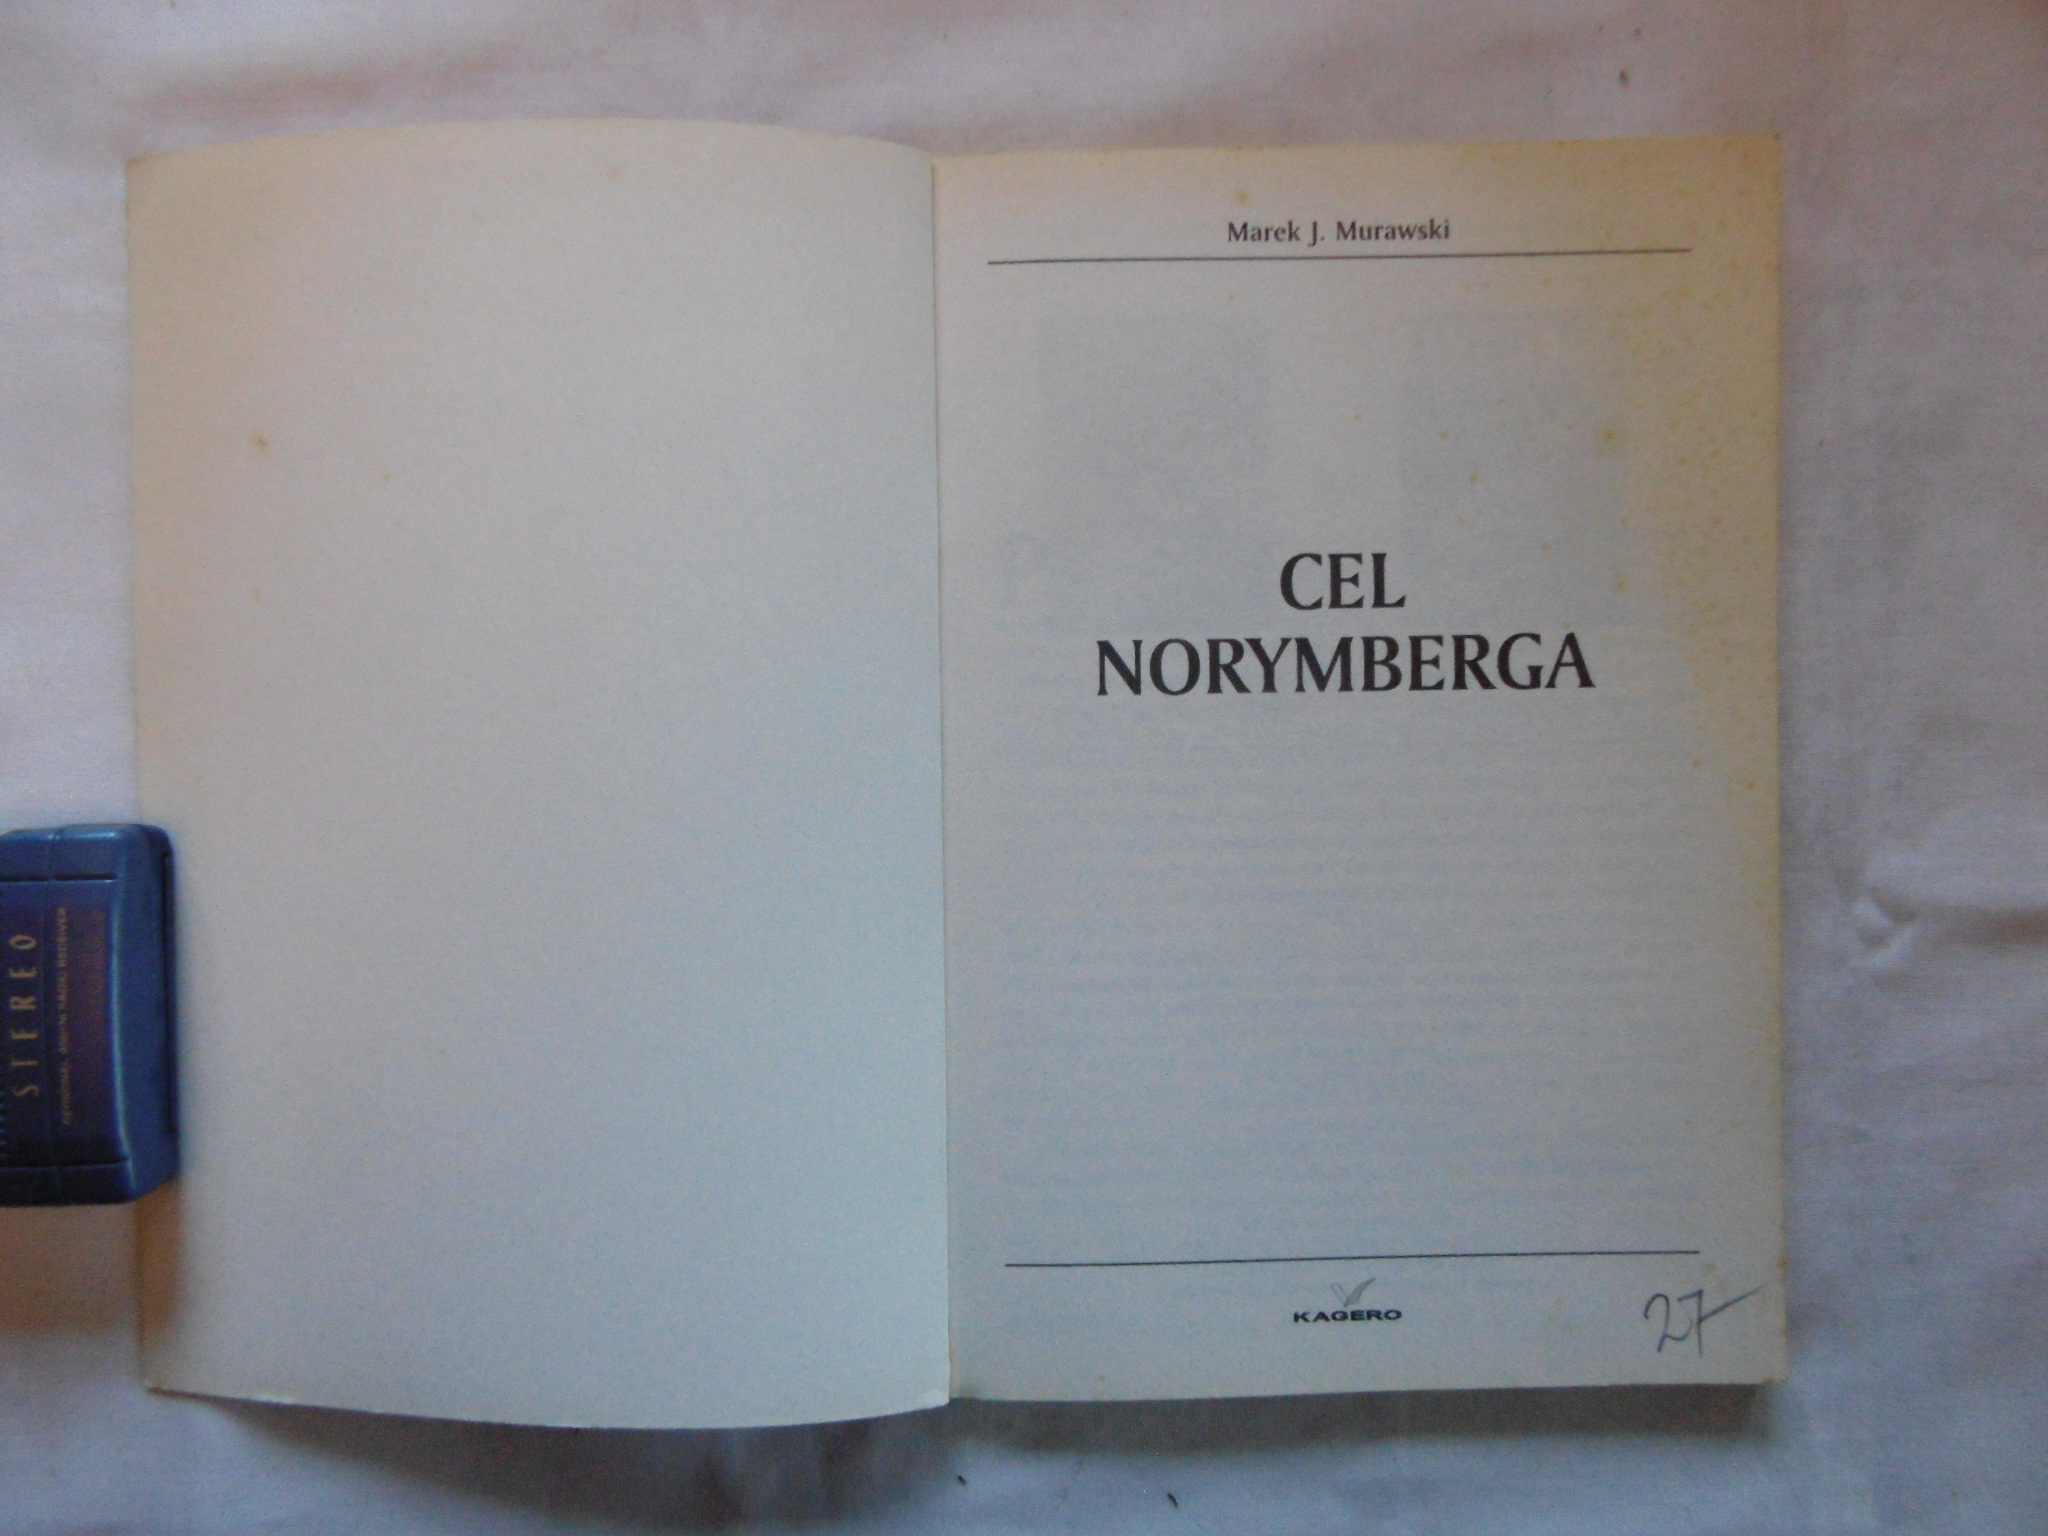 Marek J. Murawski
CEL
NORYMBERGA
KAGERO
27
STEREO